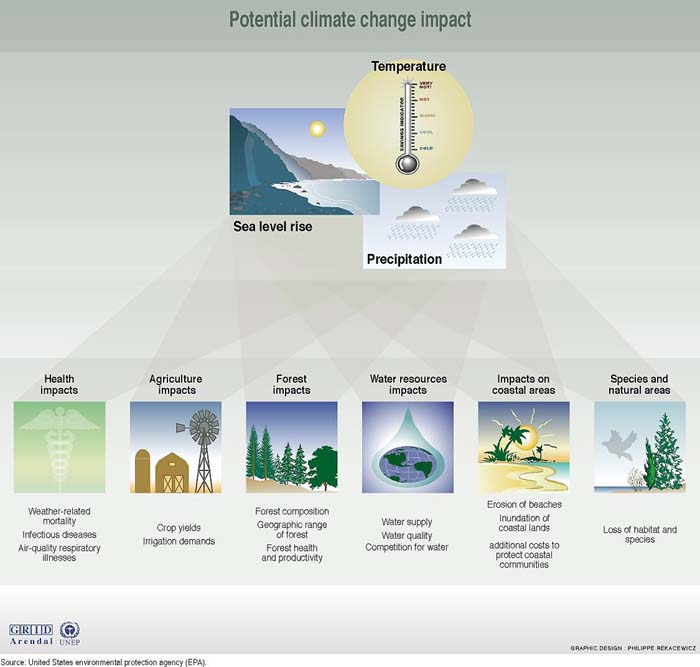 Potential climate change impact
Temperature
SAVINGS INDICATOR
VERY
HOT!
HOT
WARM
COOL
COLD
Sea level rise
Precipitation
Health
impacts
Agriculture
impacts
Forest
impacts
Water resources
impacts
Impacts on
coastal areas
Species and
natural areas
Weather-related
mortality
Infectious diseases
Air-quality respiratory
illnesses
Crop yields
Irrigation demands
Forest composition
Geographic range
of forest
Forest health
and productivity
Water supply
Water quality
Competition for water
Erosion of beaches
Inundation of
coastal lands
additional costs to
protect coastal
communities
Loss of habitat and
species
GRID
Arendal
UNEP
GRAPHIC DESIGN : PHILIPPE REKACEWICZ
Source: United States environmental protection agency (EPA).